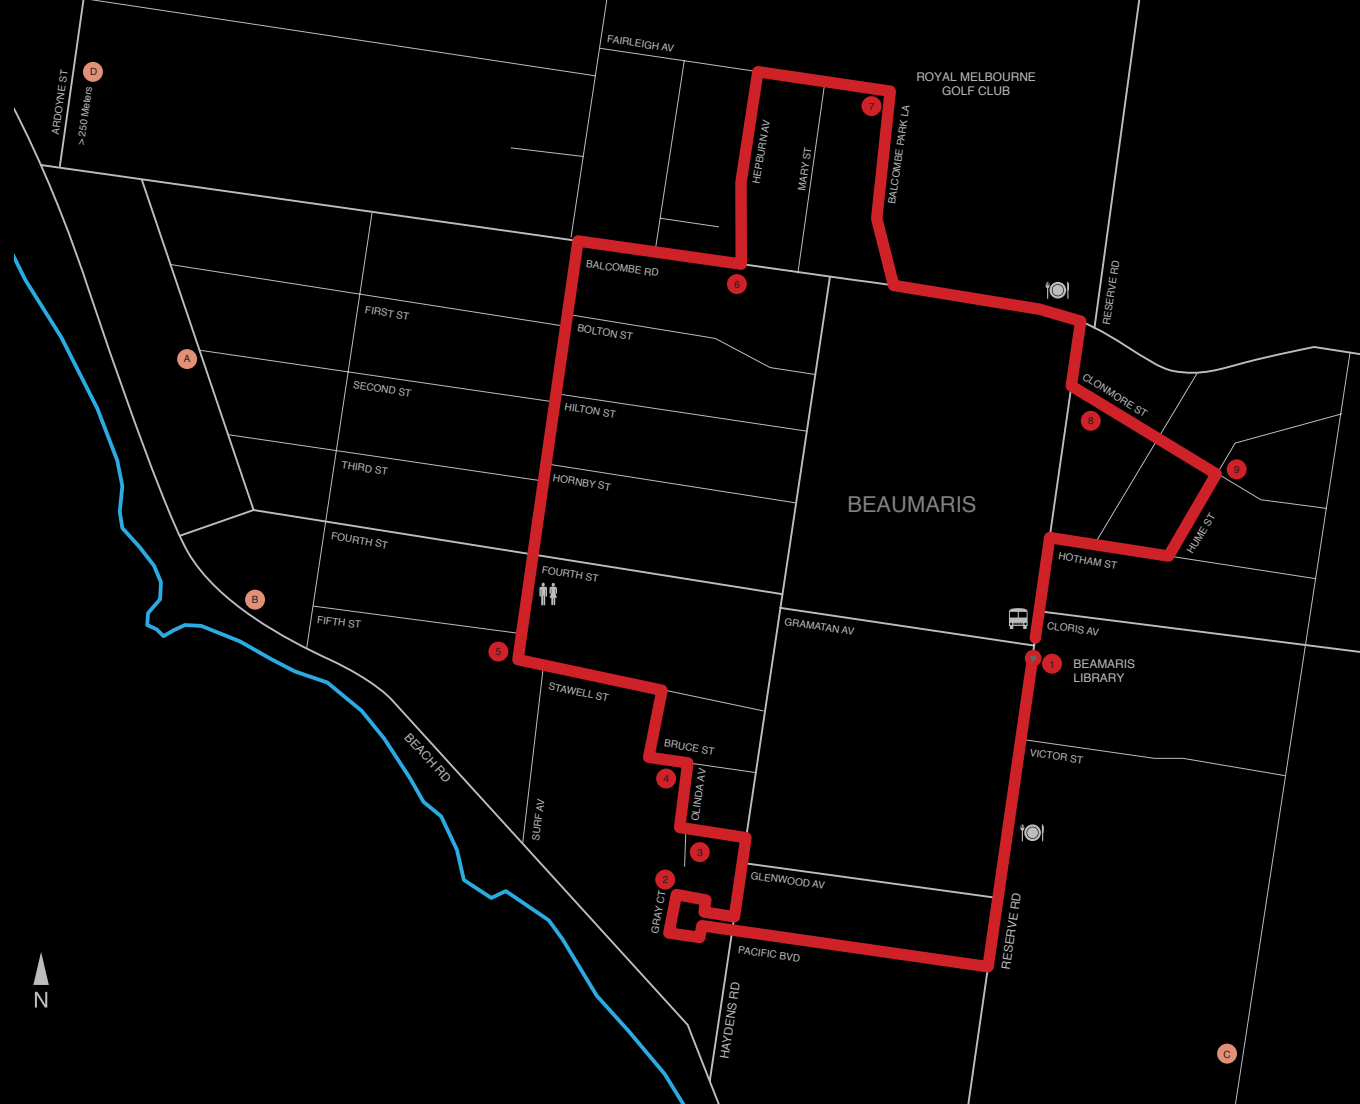 FAIRLEIGH AV
ROYAL MELBOURNE
GOLF CLUB
D
ARDOYNE ST
> 250 Meters
7
HEPBURN AV
MARY ST
BALCOMBE PARK LA
BALCOMBE RD
6
RESERVE RD
FIRST ST
BOLTON ST
A
SECOND ST
HILTON ST
CLONMORE ST
8
THIRD ST
HORNBY ST
9
BEAUMARIS
FOURTH ST
FOURTH ST
HUME ST
HOTHAM ST
B
FIFTH ST
GRAMATAN AV
CLORIS AV
5
1
BEAMARIS
LIBRARY
STAWELL ST
BRUCE ST
VICTOR ST
BEACH RD
4
OLINDA AV
SURF AV
3
2
GLENWOOD AV
GRAY CT
RESERVE RD
PACIFIC BVD
N
HAYDENS RD
C